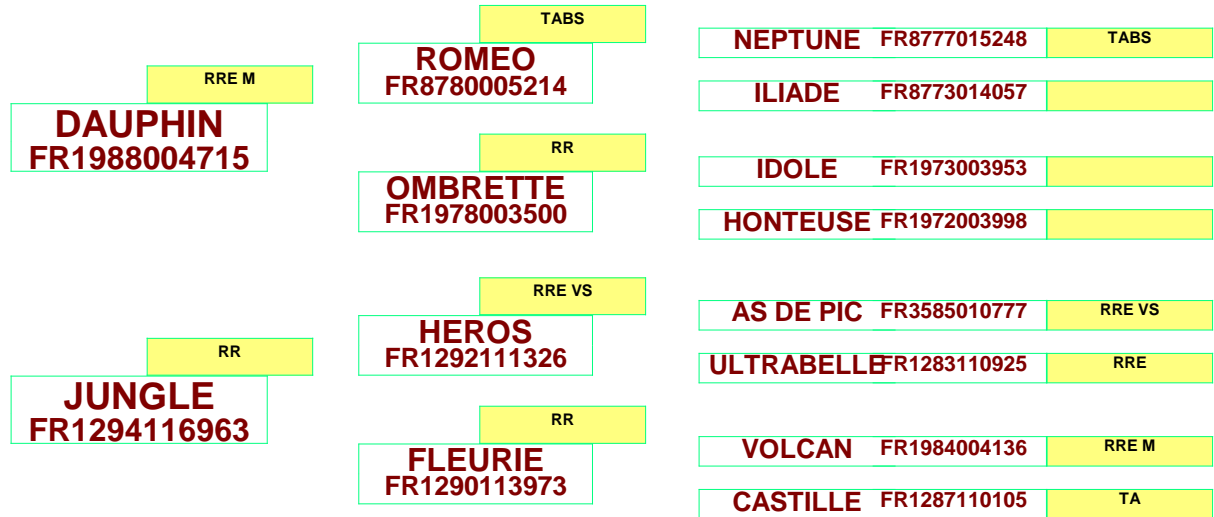 RRE M
DAUPHIN
FR1988004715
RR
JUNGLE
FR1294116963
TABS
ROMEO
FR8780005214
RR
OMBRETTE
FR1978003500
RRE VS
HEROS
FR1292111326
RR
FLEURIE
FR1290113973
NEPTUNE FR8777015248 TABS
ILIADE FR8773014057
IDOLE FR1973003953
HONTEUSE FR1972003998
AS DE PIC FR3585010777 RRE VS
ULTRABELLE FR1283110925 RRE
VOLCAN FR1984004136 RRE M
CASTILLE FR1287110105 TA